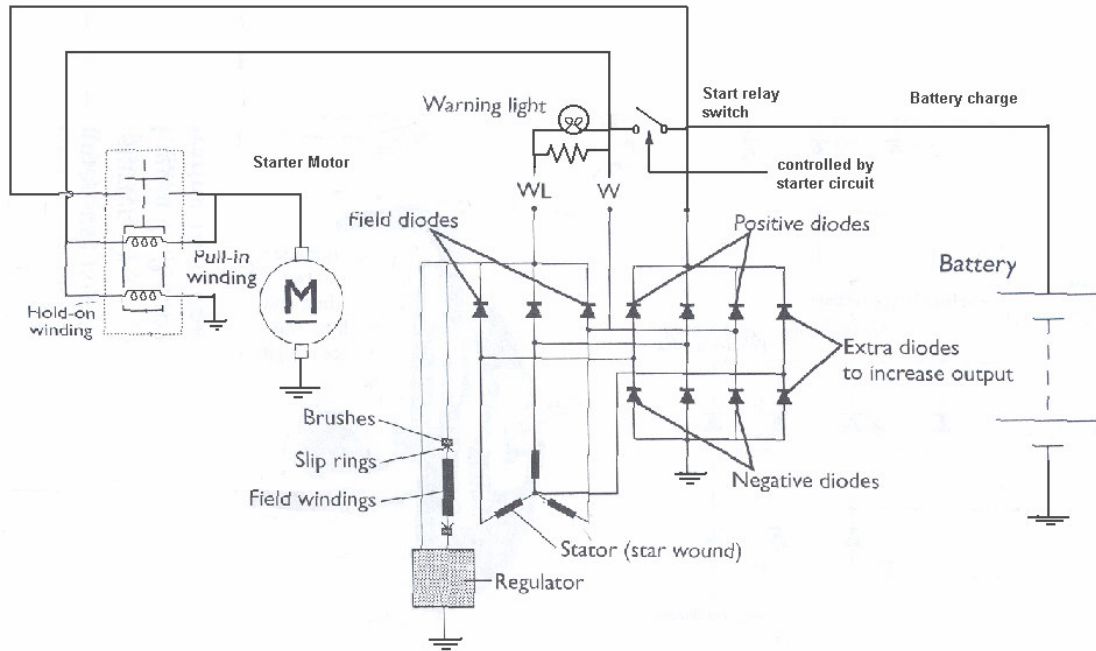 Warning light
Start relay
switch
Battery charge
Starter Motor
controlled by
starter circuit
WL
W
Field diodes
Positive diodes
Pull-in
winding
Battery
M
Hold-on
winding
Extra diodes
to increase output
Brushes
Slip rings
Field windings
Negative diodes
Stator (star wound)
Regulator